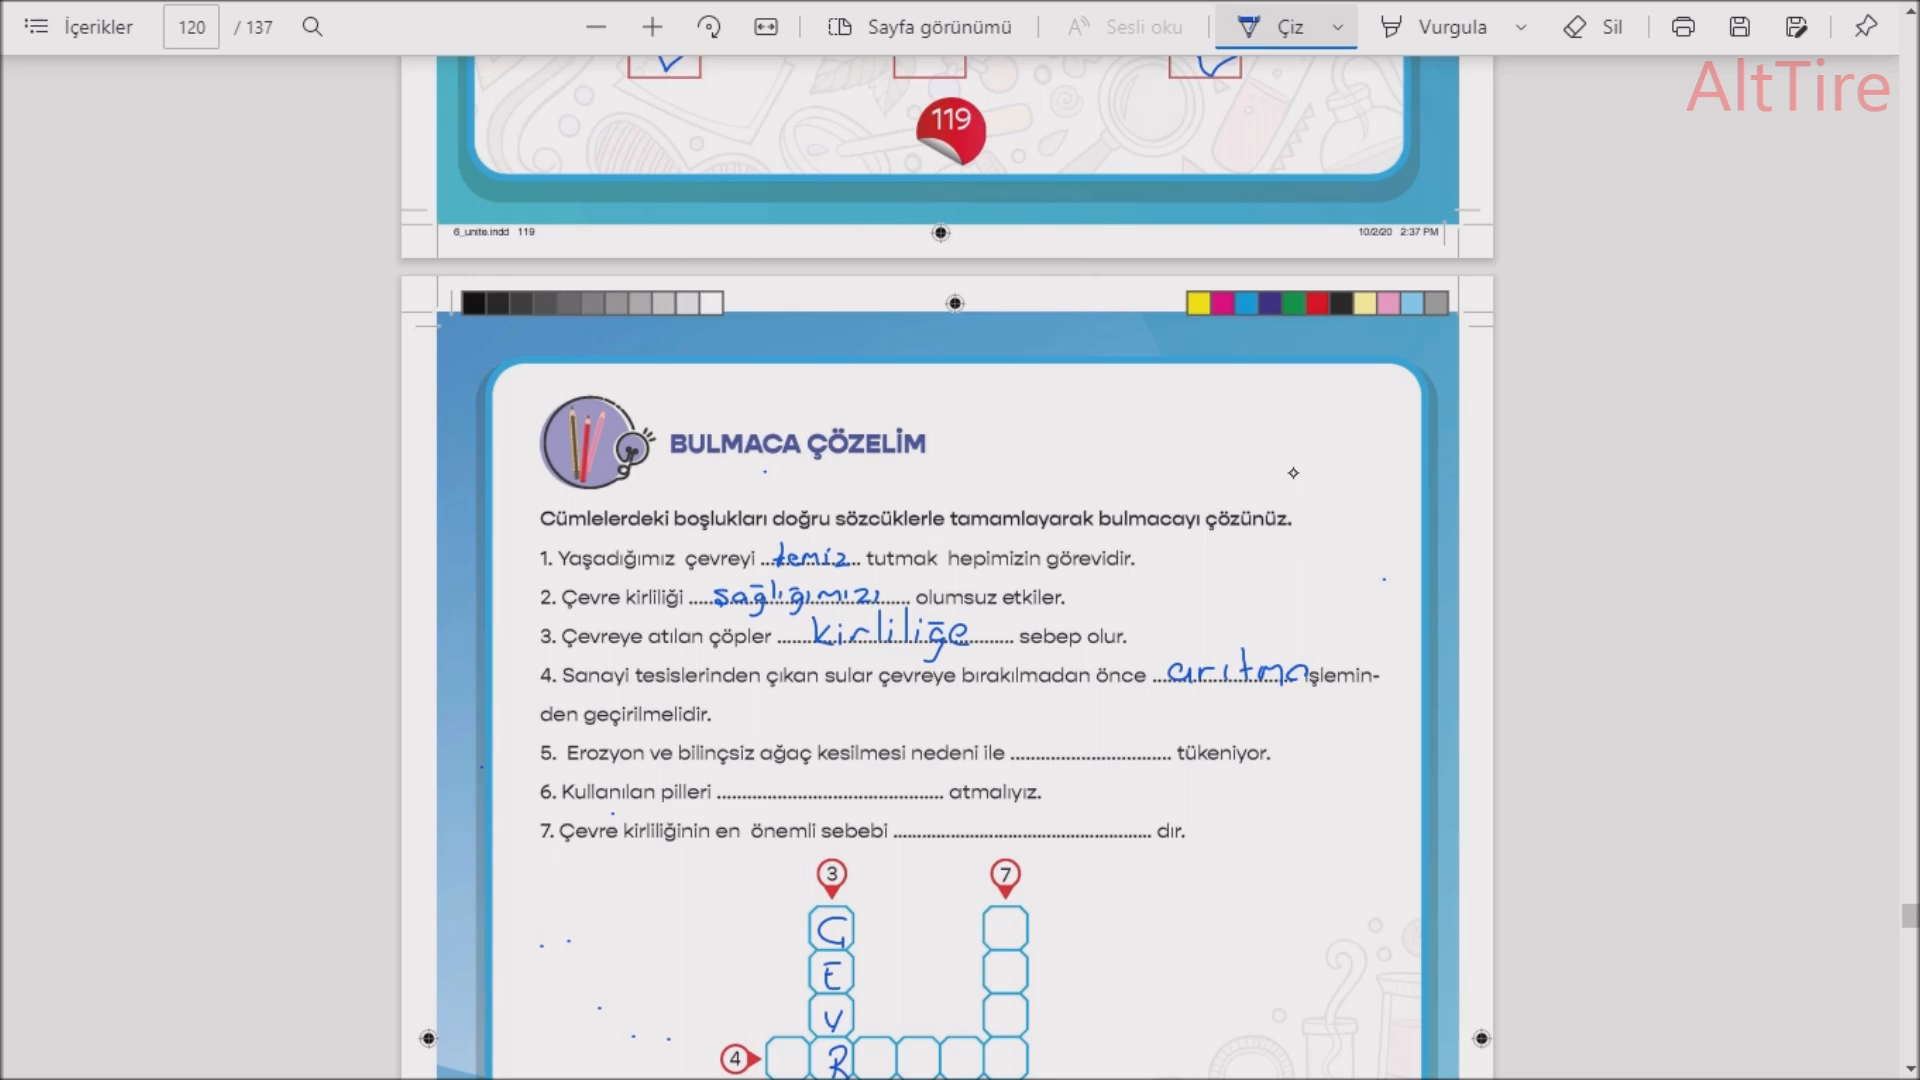 İçerikler 120 / 137 Sayfa görünümü Sesli oku Çiz Vurgula Sil
AltTire
119
6_unite.indd 119 10/2/20 2:37 PM
BULMACA ÇÖZELİM
Cümlelerdeki boşlukları doğru sözcüklerle tamamlayarak bulmacayı çözünüz.
1. Yaşadığımız çevreyi ...temiz... tutmak hepimizin görevidir.
2. Çevre kirliliği ...sağlığımızı... olumsuz etkiler.
3. Çevreye atılan çöpler ...kirliliğe... sebep olur.
4. Sanayi tesislerinden çıkan sular çevreye bırakılmadan önce ...arıtma... işlemin-
den geçirilmelidir.
5. Erozyon ve bilinçsiz ağaç kesilmesi nedeni ile ............................ tükeniyor.
6. Kullanılan pilleri ........................................ atmalıyız.
7. Çevre kirliliğinin en önemli sebebi ............................................. dır.
3 7
G
E
V
4 R